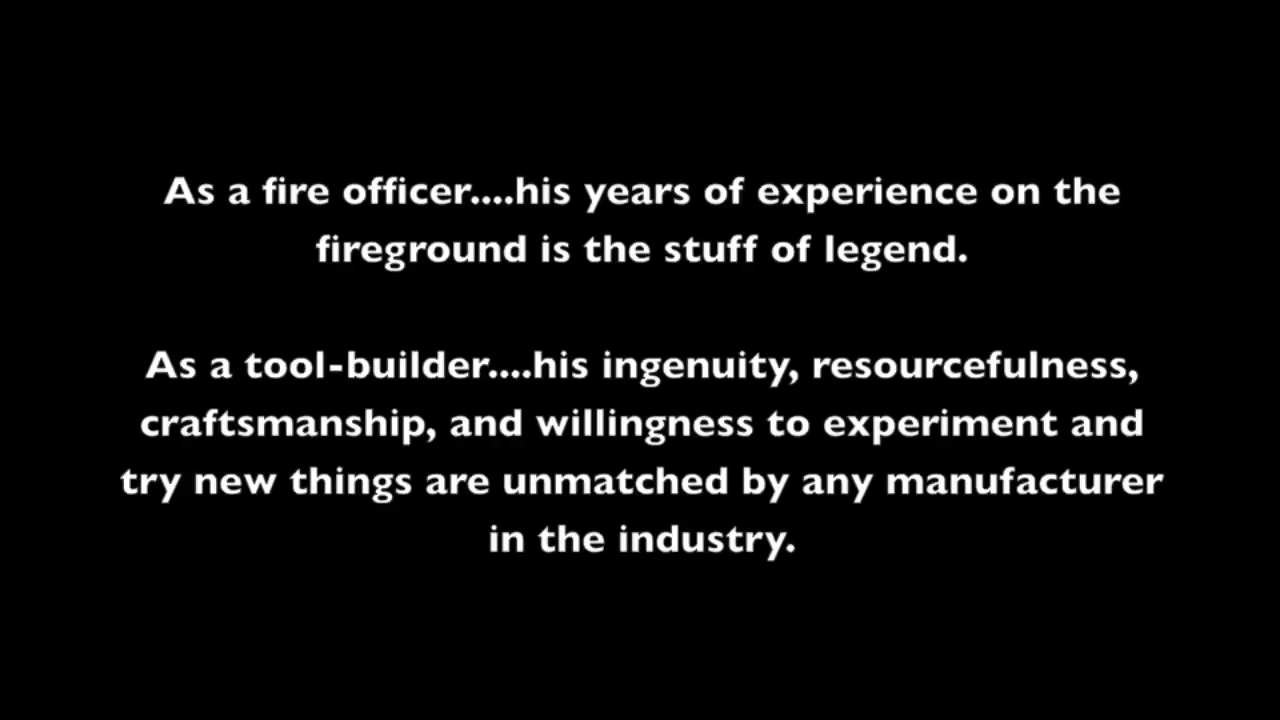 As a fire officer....his years of experience on the
fireground is the stuff of legend.
As a tool-builder....his ingenuity, resourcefulness,
craftsmanship, and willingness to experiment and
try new things are unmatched by any manufacturer
in the industry.